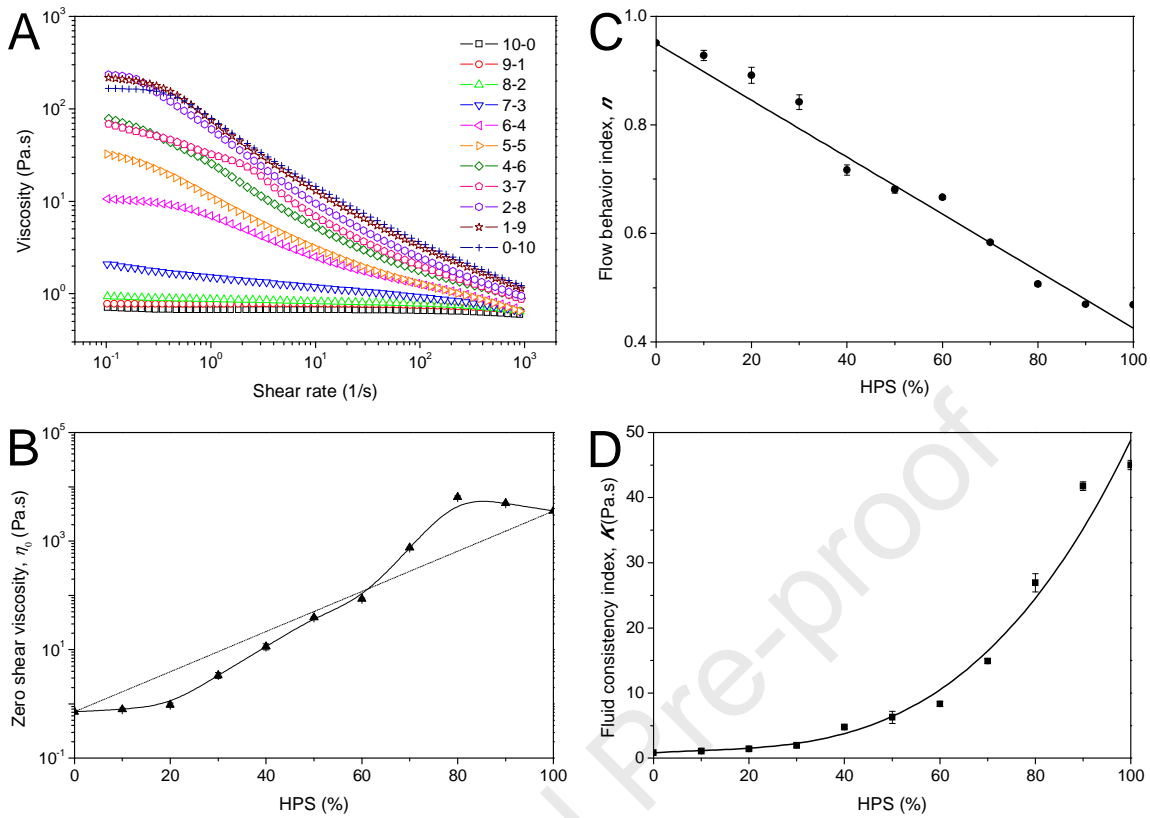 A
10³
10²
10¹
10⁰
Viscosity (Pa.s)
10⁻¹ 10⁰ 10¹ 10² 10³
Shear rate (1/s)
10-0
9-1
8-2
7-3
6-4
5-5
4-6
3-7
2-8
1-9
0-10
C
1.0
0.8
0.6
0.4
Flow behavior index, n
0 20 40 60 80 100
HPS (%)
B
10⁵
10³
10¹
10⁻¹
Zero shear viscosity, η₀ (Pa.s)
0 20 40 60 80 100
HPS (%)
D
50
40
30
20
10
0
Fluid consistency index, K(Pa.s)
0 20 40 60 80 100
HPS (%)
Pre-proof